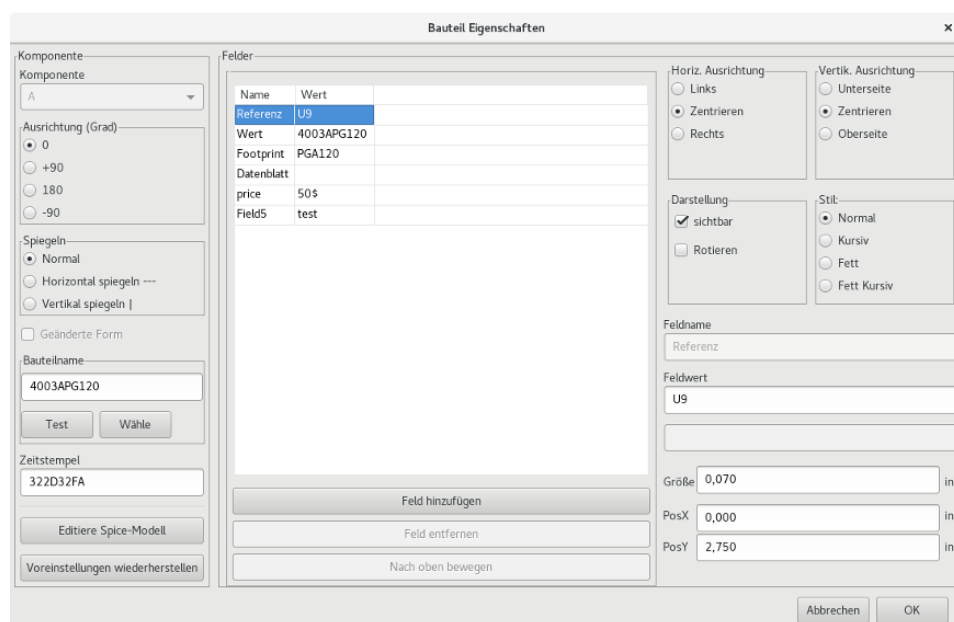 Bauteil Eigenschaften
Komponente
Komponente
A
Ausrichtung (Grad)
0
+90
180
-90
Spiegeln
Normal
Horizontal spiegeln ---
Vertikal spiegeln |
Geänderte Form
Bauteilname
4003APG120
Test Wähle
Zeitstempel
322D32FA
Editiere Spice-Modell
Voreinstellungen wiederherstellen
Felder
Name Wert
Referenz U9
Wert 4003APG120
Footprint PGA120
Datenblatt
price 50$
Field5 test
Feld hinzufügen
Feld entfernen
Nach oben bewegen
Horiz. Ausrichtung
Links
Zentrieren
Rechts
Vertik. Ausrichtung
Unterseite
Zentrieren
Oberseite
Darstellung
sichtbar
Rotieren
Stil:
Normal
Kursiv
Fett
Fett Kursiv
Feldname
Referenz
Feldwert
U9
Größe 0,070 in
PosX 0,000 in
PosY 2,750 in
Abbrechen OK